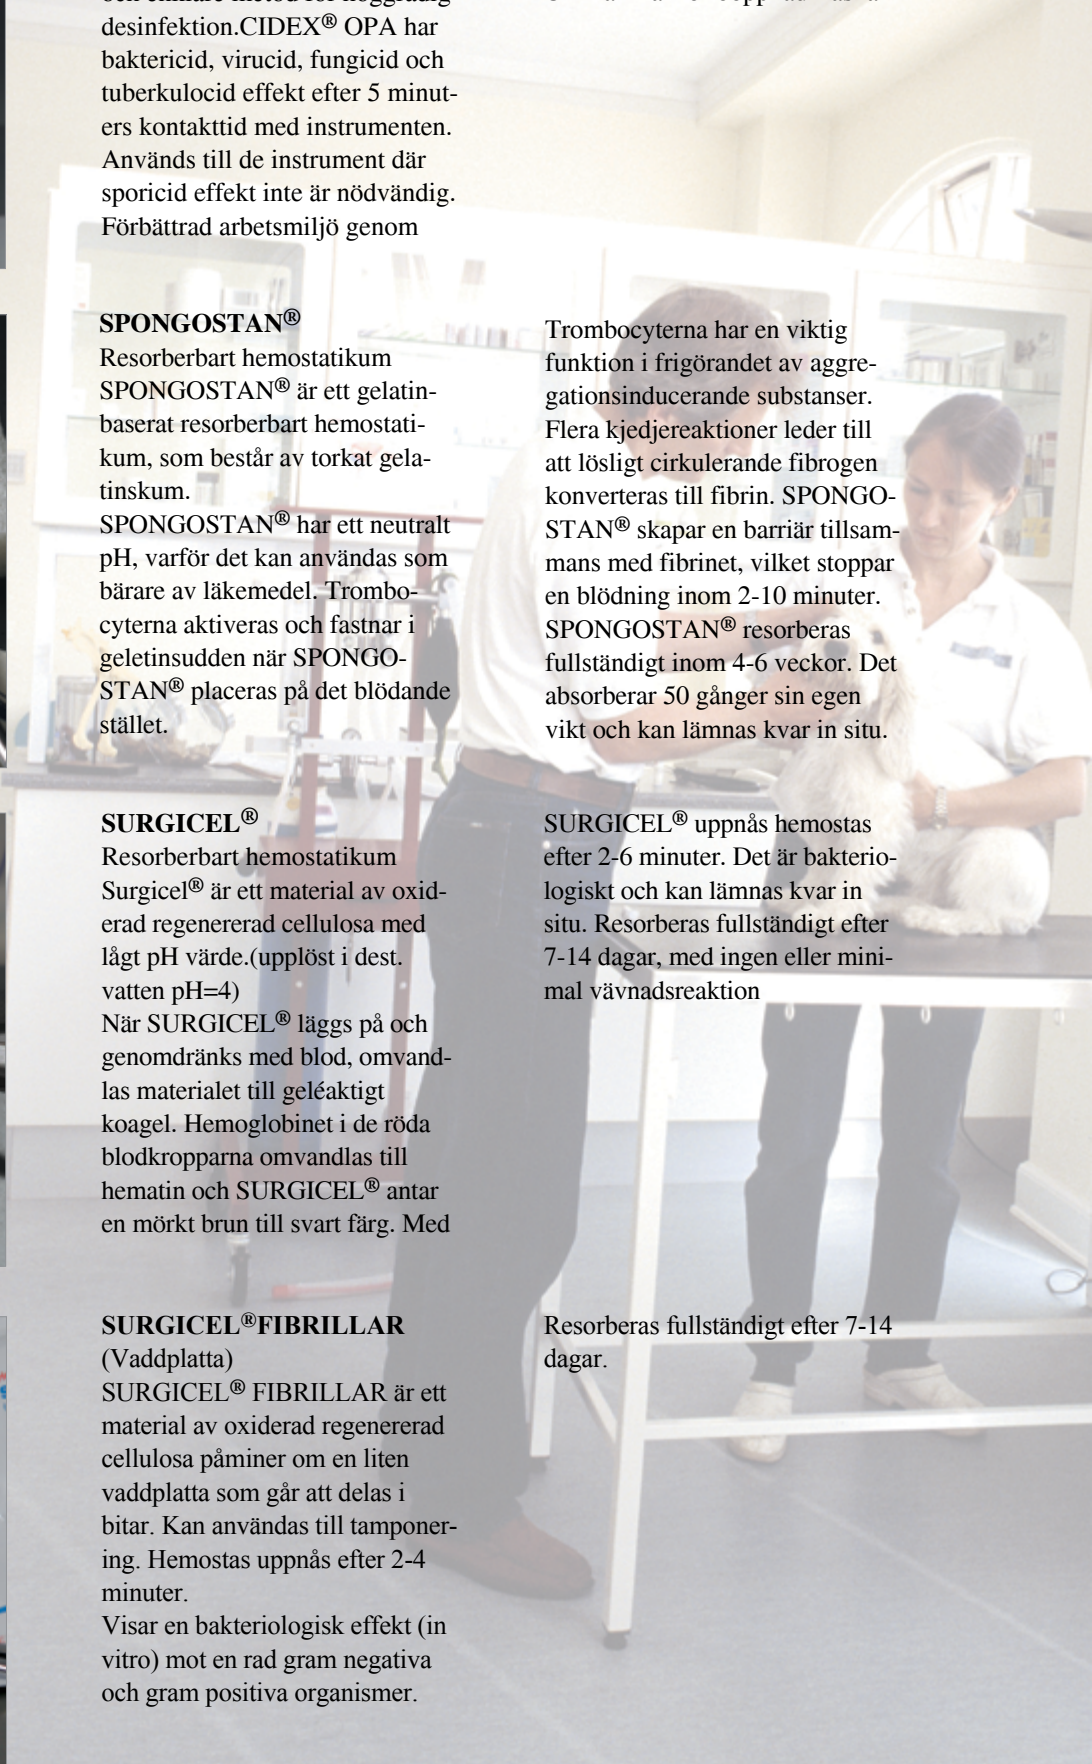 desinfektion.CIDEX® OPA har
baktericid, virucid, fungicid och
tuberkulocid effekt efter 5 minut-
ers kontakttid med instrumenten.
Används till de instrument där
sporicid effekt inte är nödvändig.
Förbättrad arbetsmiljö genom
SPONGOSTAN®
Resorberbart hemostatikum
SPONGOSTAN® är ett gelatin-
baserat resorberbart hemostati-
kum, som består av torkat gela-
tinskum.
SPONGOSTAN® har ett neutralt
pH, varför det kan användas som
bärare av läkemedel. Trombo-
cyterna aktiveras och fastnar i
geletinsudden när SPONGO-
STAN® placeras på det blödande
stället.
Trombocyterna har en viktig
funktion i frigörandet av aggre-
gationsinducerande substanser.
Flera kjedjereaktioner leder till
att lösligt cirkulerande fibrogen
konverteras till fibrin. SPONGO-
STAN® skapar en barriär tillsam-
mans med fibrinet, vilket stoppar
en blödning inom 2-10 minuter.
SPONGOSTAN® resorberas
fullständigt inom 4-6 veckor. Det
absorberar 50 gånger sin egen
vikt och kan lämnas kvar in situ.
SURGICEL®
Resorberbart hemostatikum
Surgicel® är ett material av oxid-
erad regenererad cellulosa med
lågt pH värde.(upplöst i dest.
vatten pH=4)
När SURGICEL® läggs på och
genomdränks med blod, omvand-
las materialet till geléaktigt
koagel. Hemoglobinet i de röda
blodkropparna omvandlas till
hematin och SURGICEL® antar
en mörkt brun till svart färg. Med
SURGICEL® uppnås hemostas
efter 2-6 minuter. Det är bakterio-
logiskt och kan lämnas kvar in
situ. Resorberas fullständigt efter
7-14 dagar, med ingen eller mini-
mal vävnadsreaktion
SURGICEL®FIBRILLAR
(Vaddplatta)
SURGICEL® FIBRILLAR är ett
material av oxiderad regenererad
cellulosa påminer om en liten
vaddplatta som går att delas i
bitar. Kan användas till tamponer-
ing. Hemostas uppnås efter 2-4
minuter.
Visar en bakteriologisk effekt (in
vitro) mot en rad gram negativa
och gram positiva organismer.
Resorberas fullständigt efter 7-14
dagar.